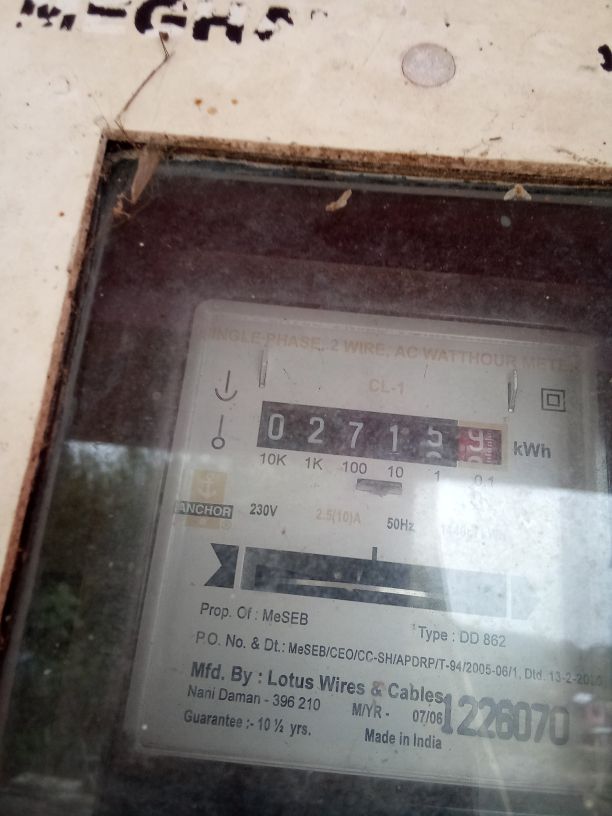 SINGLE-PHASE, 2 WIRE, AC WATTHOUR METER
CL-1
0 2 7 1 5 9 kWh
10K 1K 100 10 1 0.1
ANCHOR 230V 2.5(10)A 50Hz
Prop. Of : MeSEB
Type : DD 862
P.O. No. & Dt.: MeSEB/CEO/CC-SH/APDRP/T-94/2005-06/1, Dtd. 13-2-
Mfd. By : Lotus Wires & Cables
Nani Daman - 396 210 M/YR - 07/06 1226070
Guarantee :- 10 ½ yrs. Made in India